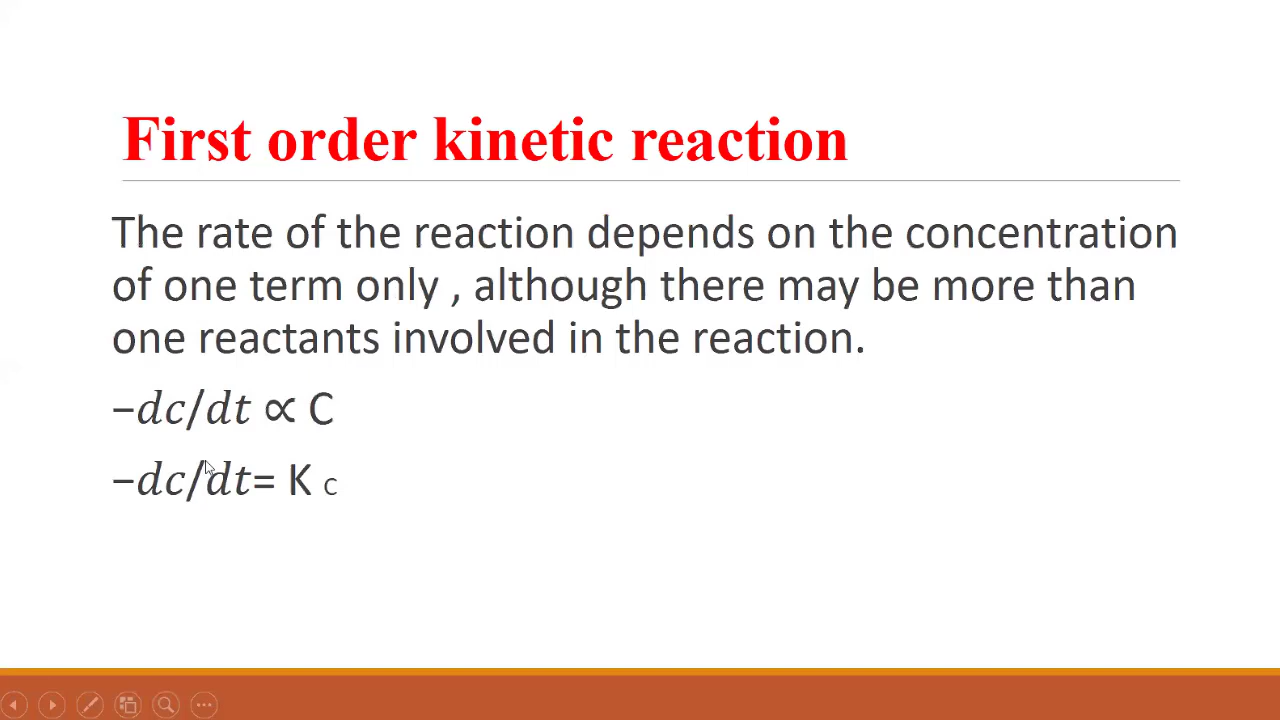 First order kinetic reaction
The rate of the reaction depends on the concentration
of one term only , although there may be more than
one reactants involved in the reaction.
−𝑑𝑐/𝑑𝑡 ∝ C
−𝑑𝑐/𝑑𝑡= K c